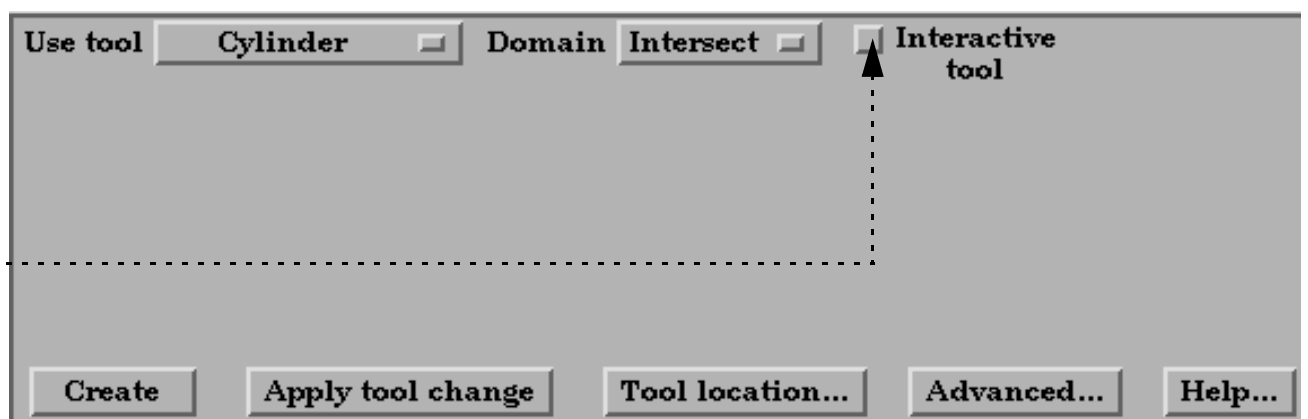 Use tool Cylinder Domain Intersect Interactive
tool
Create Apply tool change Tool location... Advanced... Help...